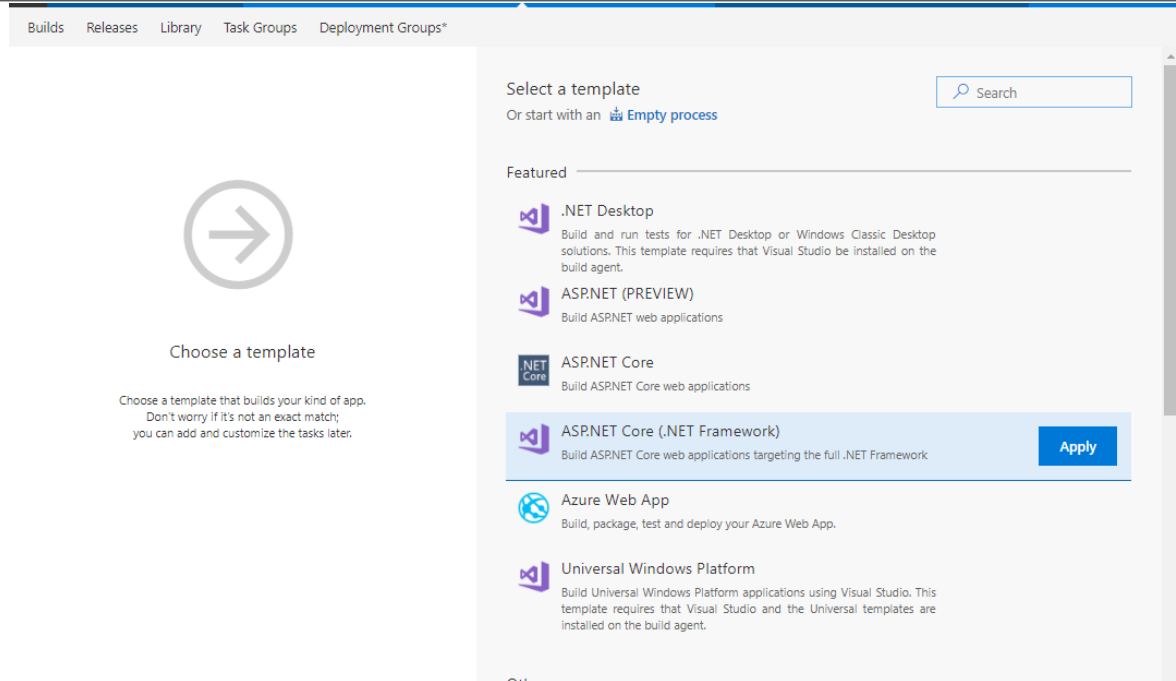 Builds Releases Library Task Groups Deployment Groups*
Select a template
Search
Or start with an Empty process
Featured
.NET Desktop
Build and run tests for .NET Desktop or Windows Classic Desktop
solutions. This template requires that Visual Studio be installed on the
build agent.
ASP.NET (PREVIEW)
Build ASP.NET web applications
Choose a template
Choose a template that builds your kind of app.
Don't worry if it's not an exact match;
you can add and customize the tasks later.
.NET
Core
ASP.NET Core
Build ASP.NET Core web applications
ASP.NET Core (.NET Framework)
Build ASP.NET Core web applications targeting the full .NET Framework
Apply
Azure Web App
Build, package, test and deploy your Azure Web App.
Universal Windows Platform
Build Universal Windows Platform applications using Visual Studio. This
template requires that Visual Studio and the Universal templates are
installed on the build agent.